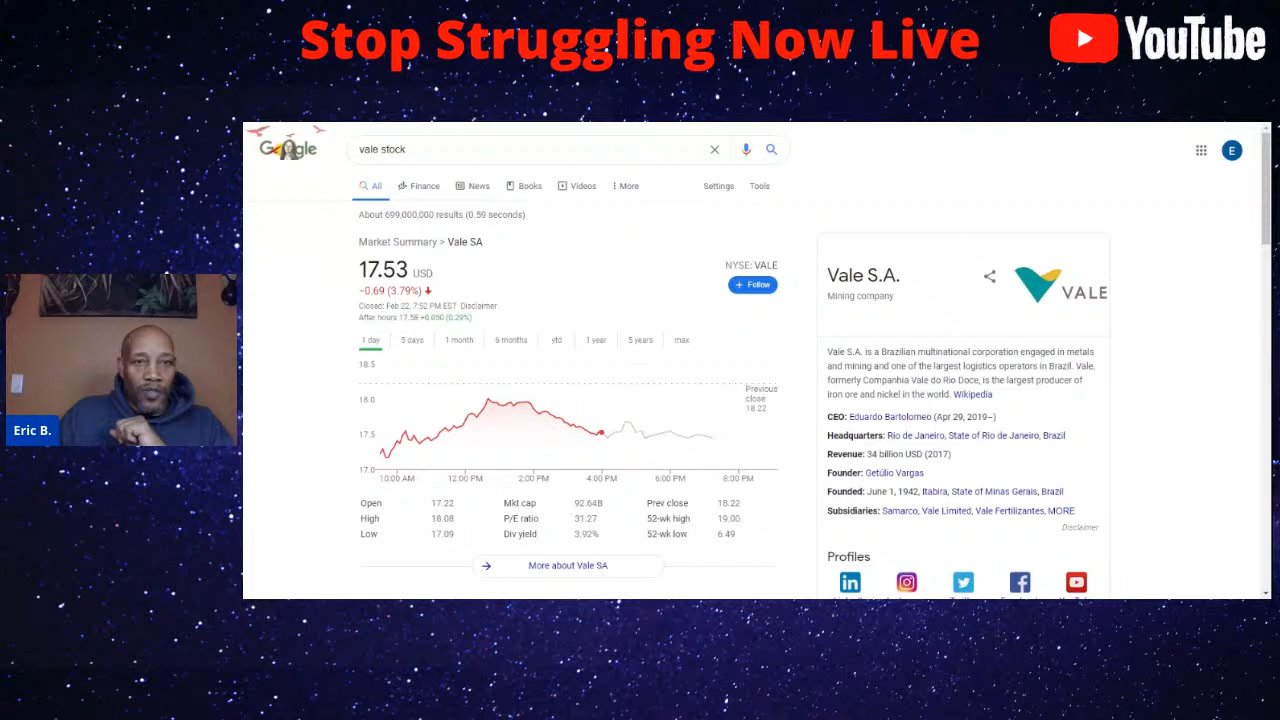 Stop Struggling Now Live
YouTube
Google
vale stock
E
All
Finance
News
Books
Videos
More
Settings
Tools
About 699,000,000 results (0.59 seconds)
Market Summary > Vale SA
17.53 USD
NYSE: VALE
−0.69 (3.79%)
+ Follow
Closed: Feb 22, 7:52 PM EST Disclaimer
After hours 17.58 +0.050 (0.29%)
1 day
5 days
1 month
6 months
ytd
1 year
5 years
max
18.5
18.0
17.5
17.0
Previous
close
18.22
10:00 AM
12:00 PM
2:00 PM
4:00 PM
6:00 PM
8:00 PM
Open 17.22 Mkt cap 92.64B Prev close 18.22
High 18.08 P/E ratio 31.27 52-wk high 19.00
Low 17.09 Div yield 3.92% 52-wk low 6.49
More about Vale SA
Vale S.A.
Mining company
VALE
Vale S.A. is a Brazilian multinational corporation engaged in metals
and mining and one of the largest logistics operators in Brazil. Vale,
formerly Companhia Vale do Rio Doce, is the largest producer of
iron ore and nickel in the world. Wikipedia
CEO: Eduardo Bartolomeo (Apr 29, 2019–)
Headquarters: Rio de Janeiro, State of Rio de Janeiro, Brazil
Revenue: 34 billion USD (2017)
Founder: Getúlio Vargas
Founded: June 1, 1942, Itabira, State of Minas Gerais, Brazil
Subsidiaries: Samarco, Vale Limited, Vale Fertilizantes, MORE
Disclaimer
Profiles
Eric B.